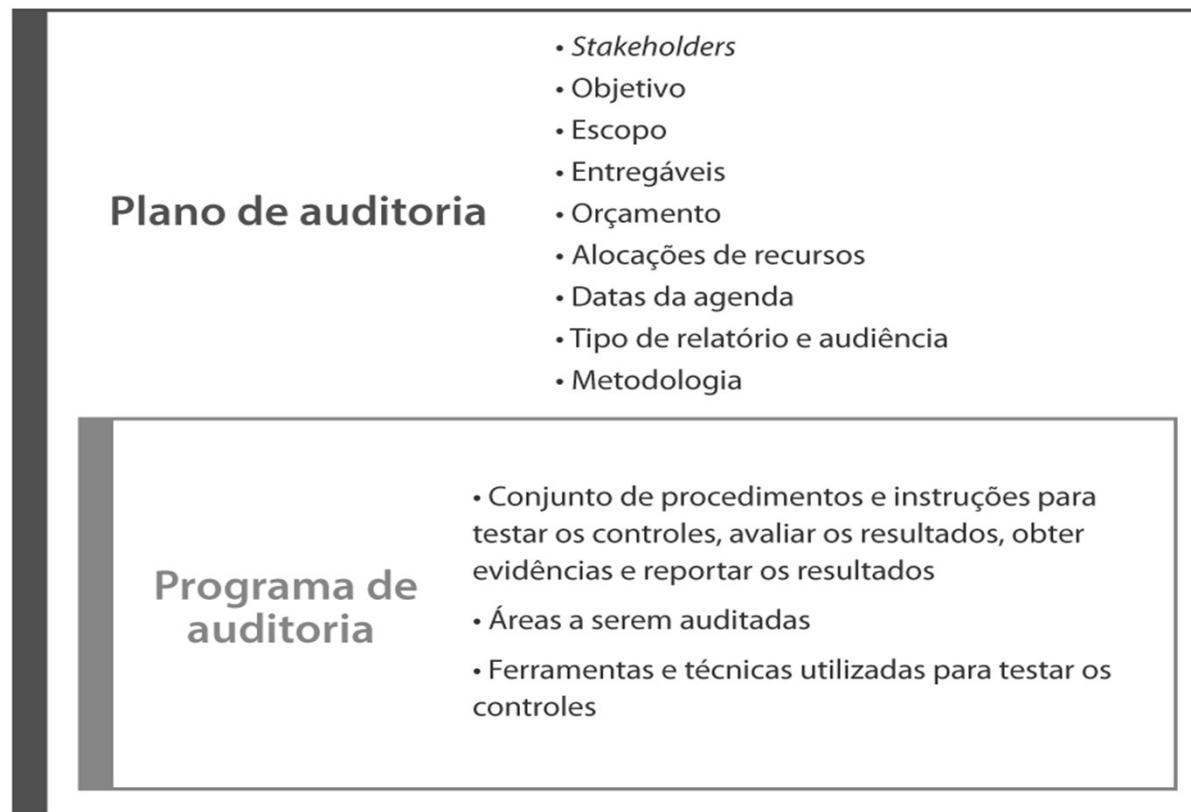 • Stakeholders
• Objetivo
• Escopo
• Entregáveis
Plano de auditoria
• Orçamento
• Alocações de recursos
• Datas da agenda
• Tipo de relatório e audiência
• Metodologia
• Conjunto de procedimentos e instruções para
testar os controles, avaliar os resultados, obter
evidências e reportar os resultados
Programa de
auditoria
• Áreas a serem auditadas
• Ferramentas e técnicas utilizadas para testar os
controles